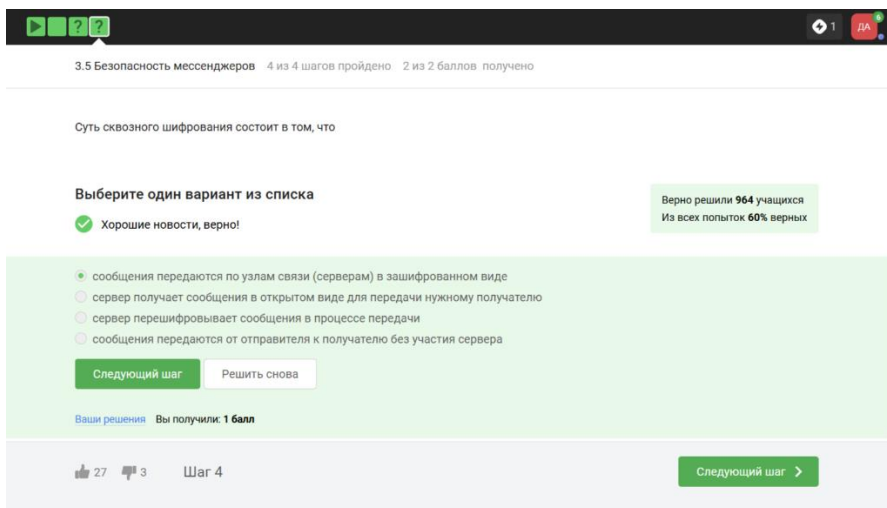 ? ?
1 ДА 6
3.5 Безопасность мессенджеров 4 из 4 шагов пройдено 2 из 2 баллов получено
Суть сквозного шифрования состоит в том, что
Выберите один вариант из списка
Хорошие новости, верно!
Верно решили 964 учащихся
Из всех попыток 60% верных
сообщения передаются по узлам связи (серверам) в зашифрованном виде
сервер получает сообщения в открытом виде для передачи нужному получателю
сервер перешифровывает сообщения в процессе передачи
сообщения передаются от отправителя к получателю без участия сервера
Следующий шаг Решить снова
Ваши решения Вы получили: 1 балл
27 3 Шаг 4
Следующий шаг